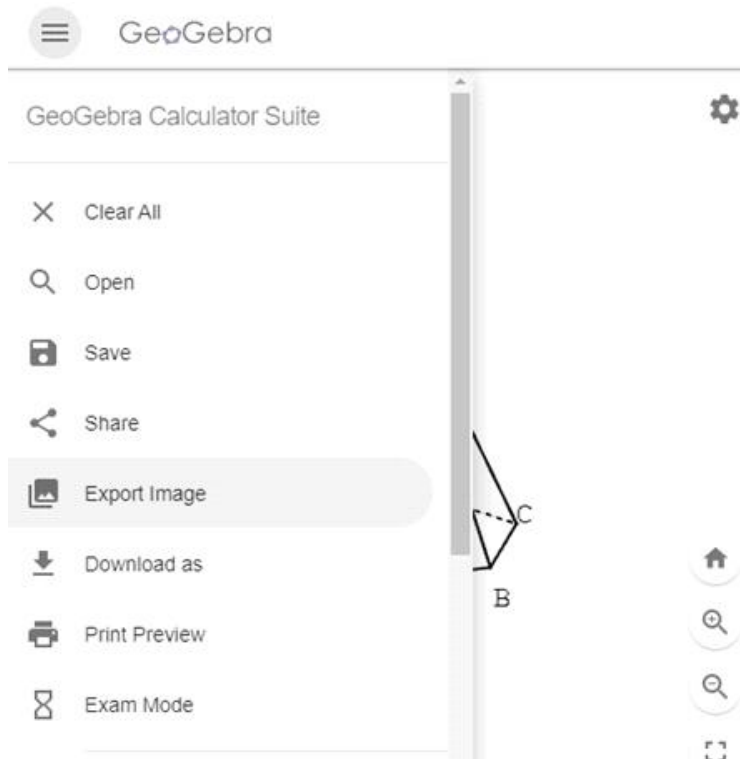 GeoGebra
GeoGebra Calculator Suite
Clear All
Open
Save
Share
Export Image
Download as
Print Preview
Exam Mode
C
B